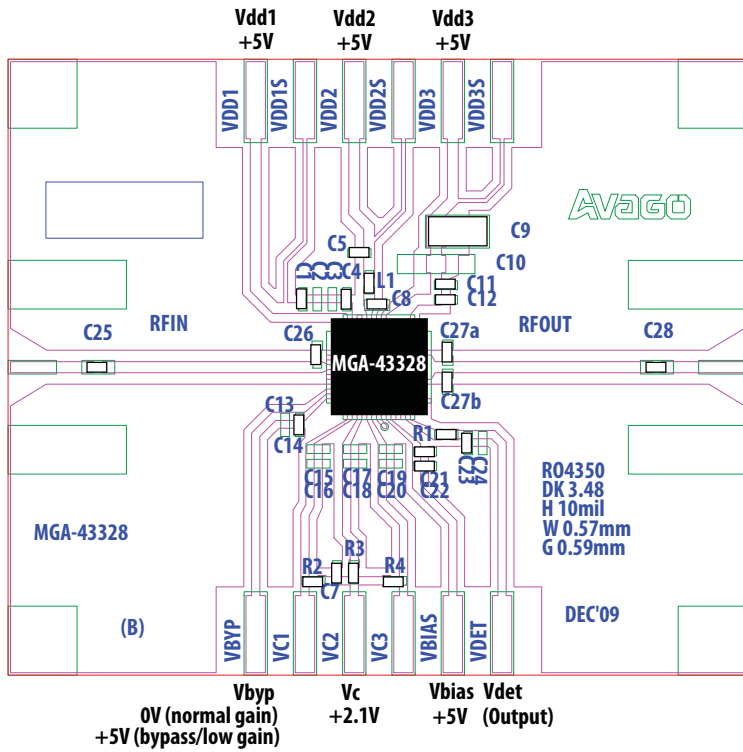 Vdd1
+5V
Vdd2
+5V
Vdd3
+5V
VDD1
VDD1S
VDD2
VDD2S
VDD3
VDD3S
AVAGO
C9
C5
C10
C2
C3
C4
L1
C11
C8
C12
RFIN
C26
C27a
RFOUT
C25
C28
MGA-43328
C27b
C13
C14
R1
C23
C24
C15
C16
C17
C18
C19
C20
C21
C22
RO4350
DK 3.48
H 10mil
W 0.57mm
G 0.59mm
MGA-43328
R2
R3
R4
C7
(B)
DEC'09
VBYP
VC1
VC2
VC3
VBIAS
VDET
Vbyp
0V (normal gain)
+5V (bypass/low gain)
Vc
+2.1V
Vbias
+5V
Vdet
(Output)